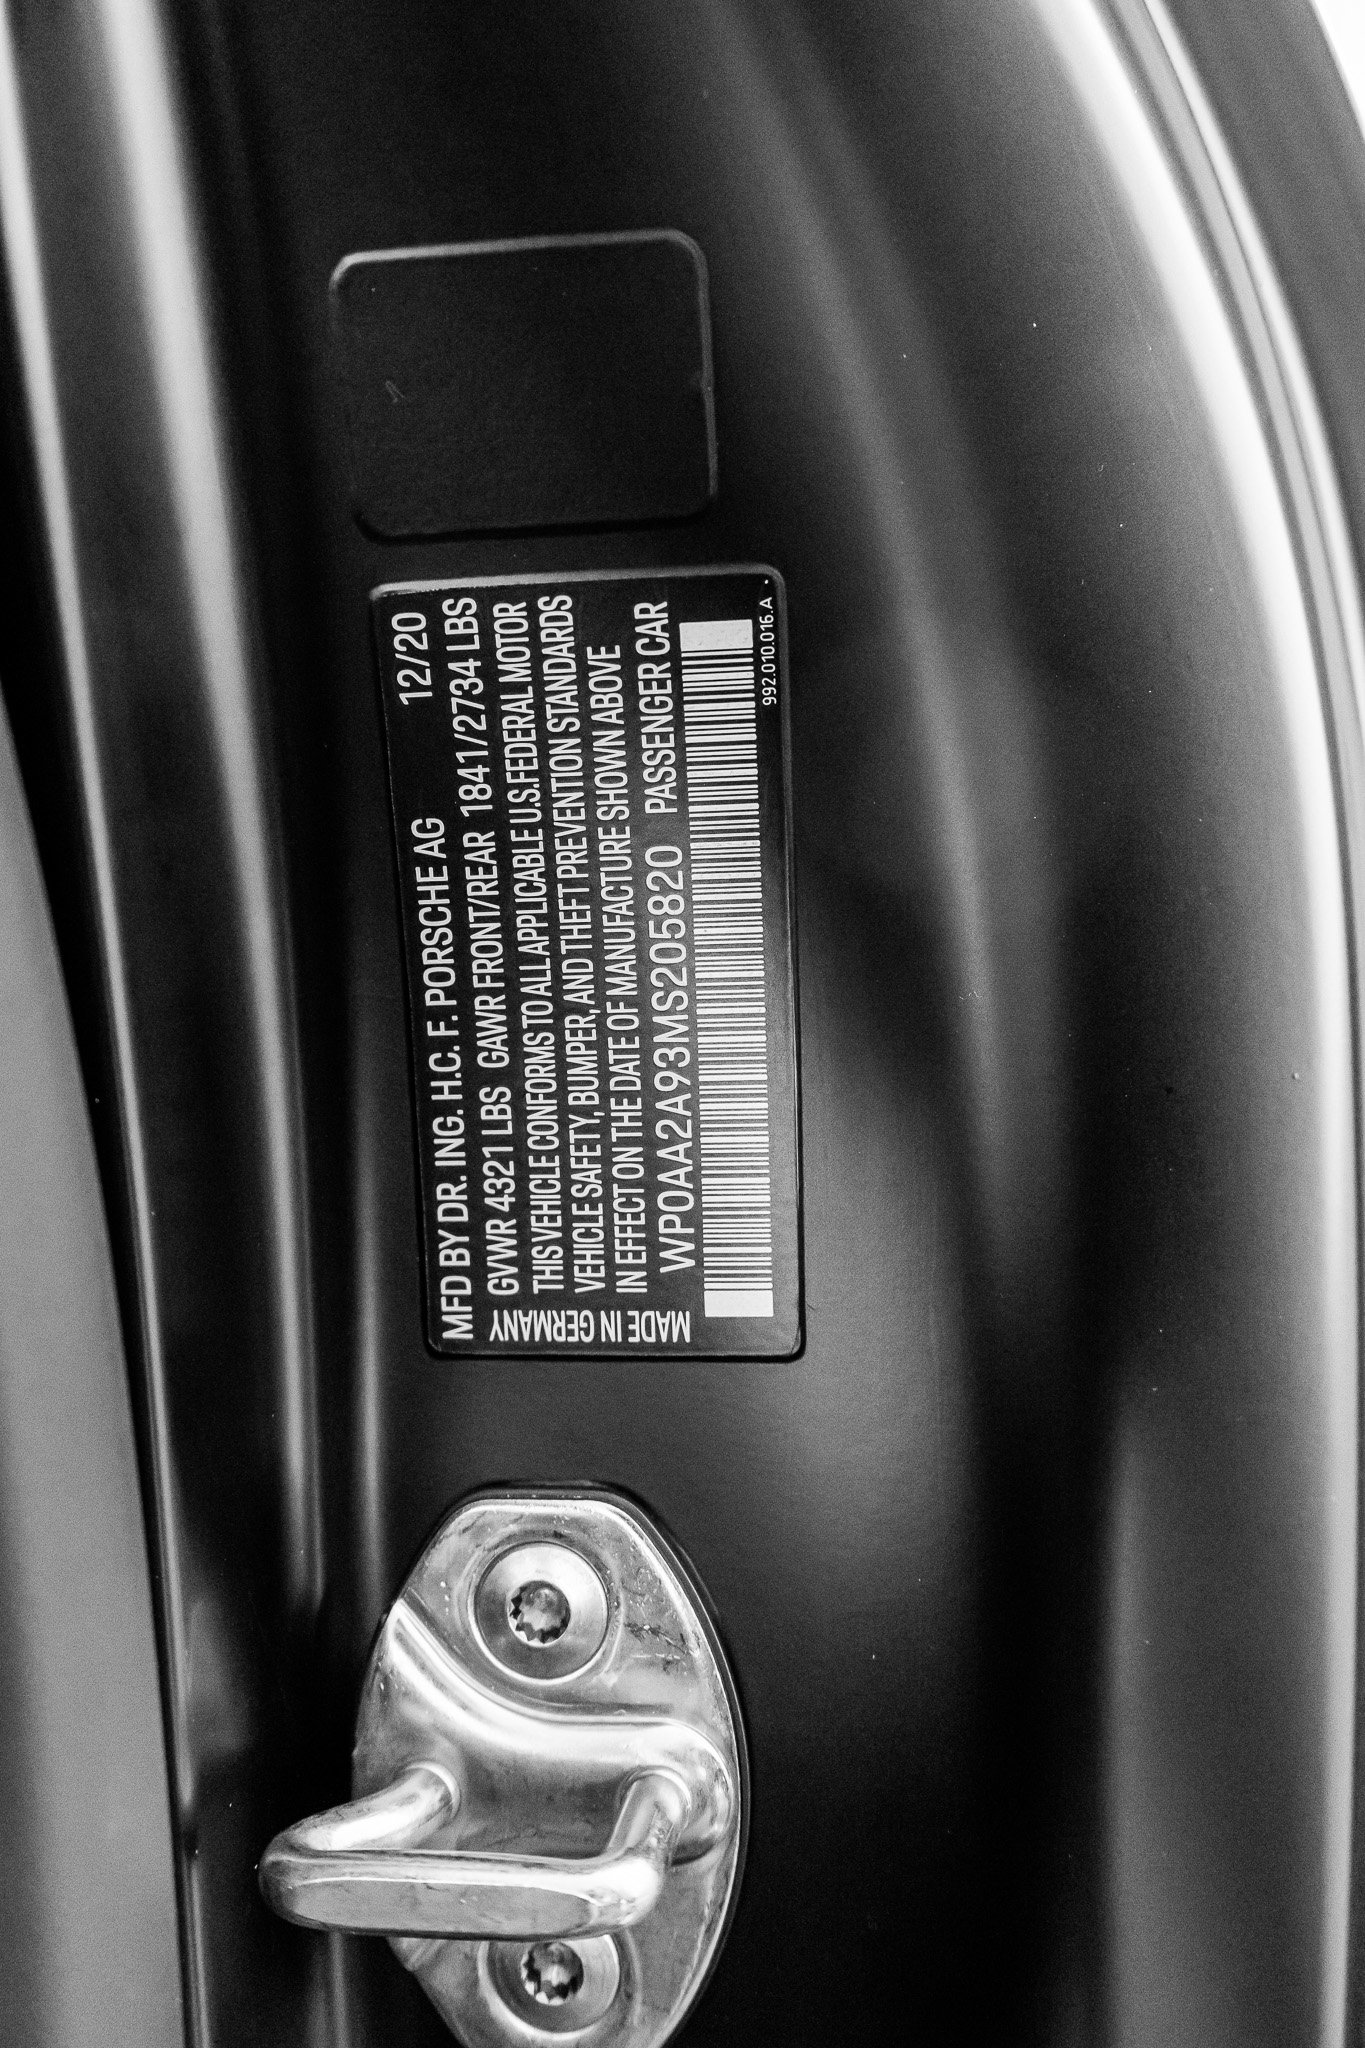 MFD BY DR. ING. H.C. F. PORSCHE AG 12/20
GVWR 4321 LBS GAWR FRONT/REAR 1841/2734 LBS
THIS VEHICLE CONFORMS TO ALL APPLICABLE U.S.FEDERAL MOTOR
VEHICLE SAFETY, BUMPER, AND THEFT PREVENTION STANDARDS
IN EFFECT ON THE DATE OF MANUFACTURE SHOWN ABOVE
WP0AA2A93MS205820 PASSENGER CAR
992.010.016.A
MADE IN GERMANY